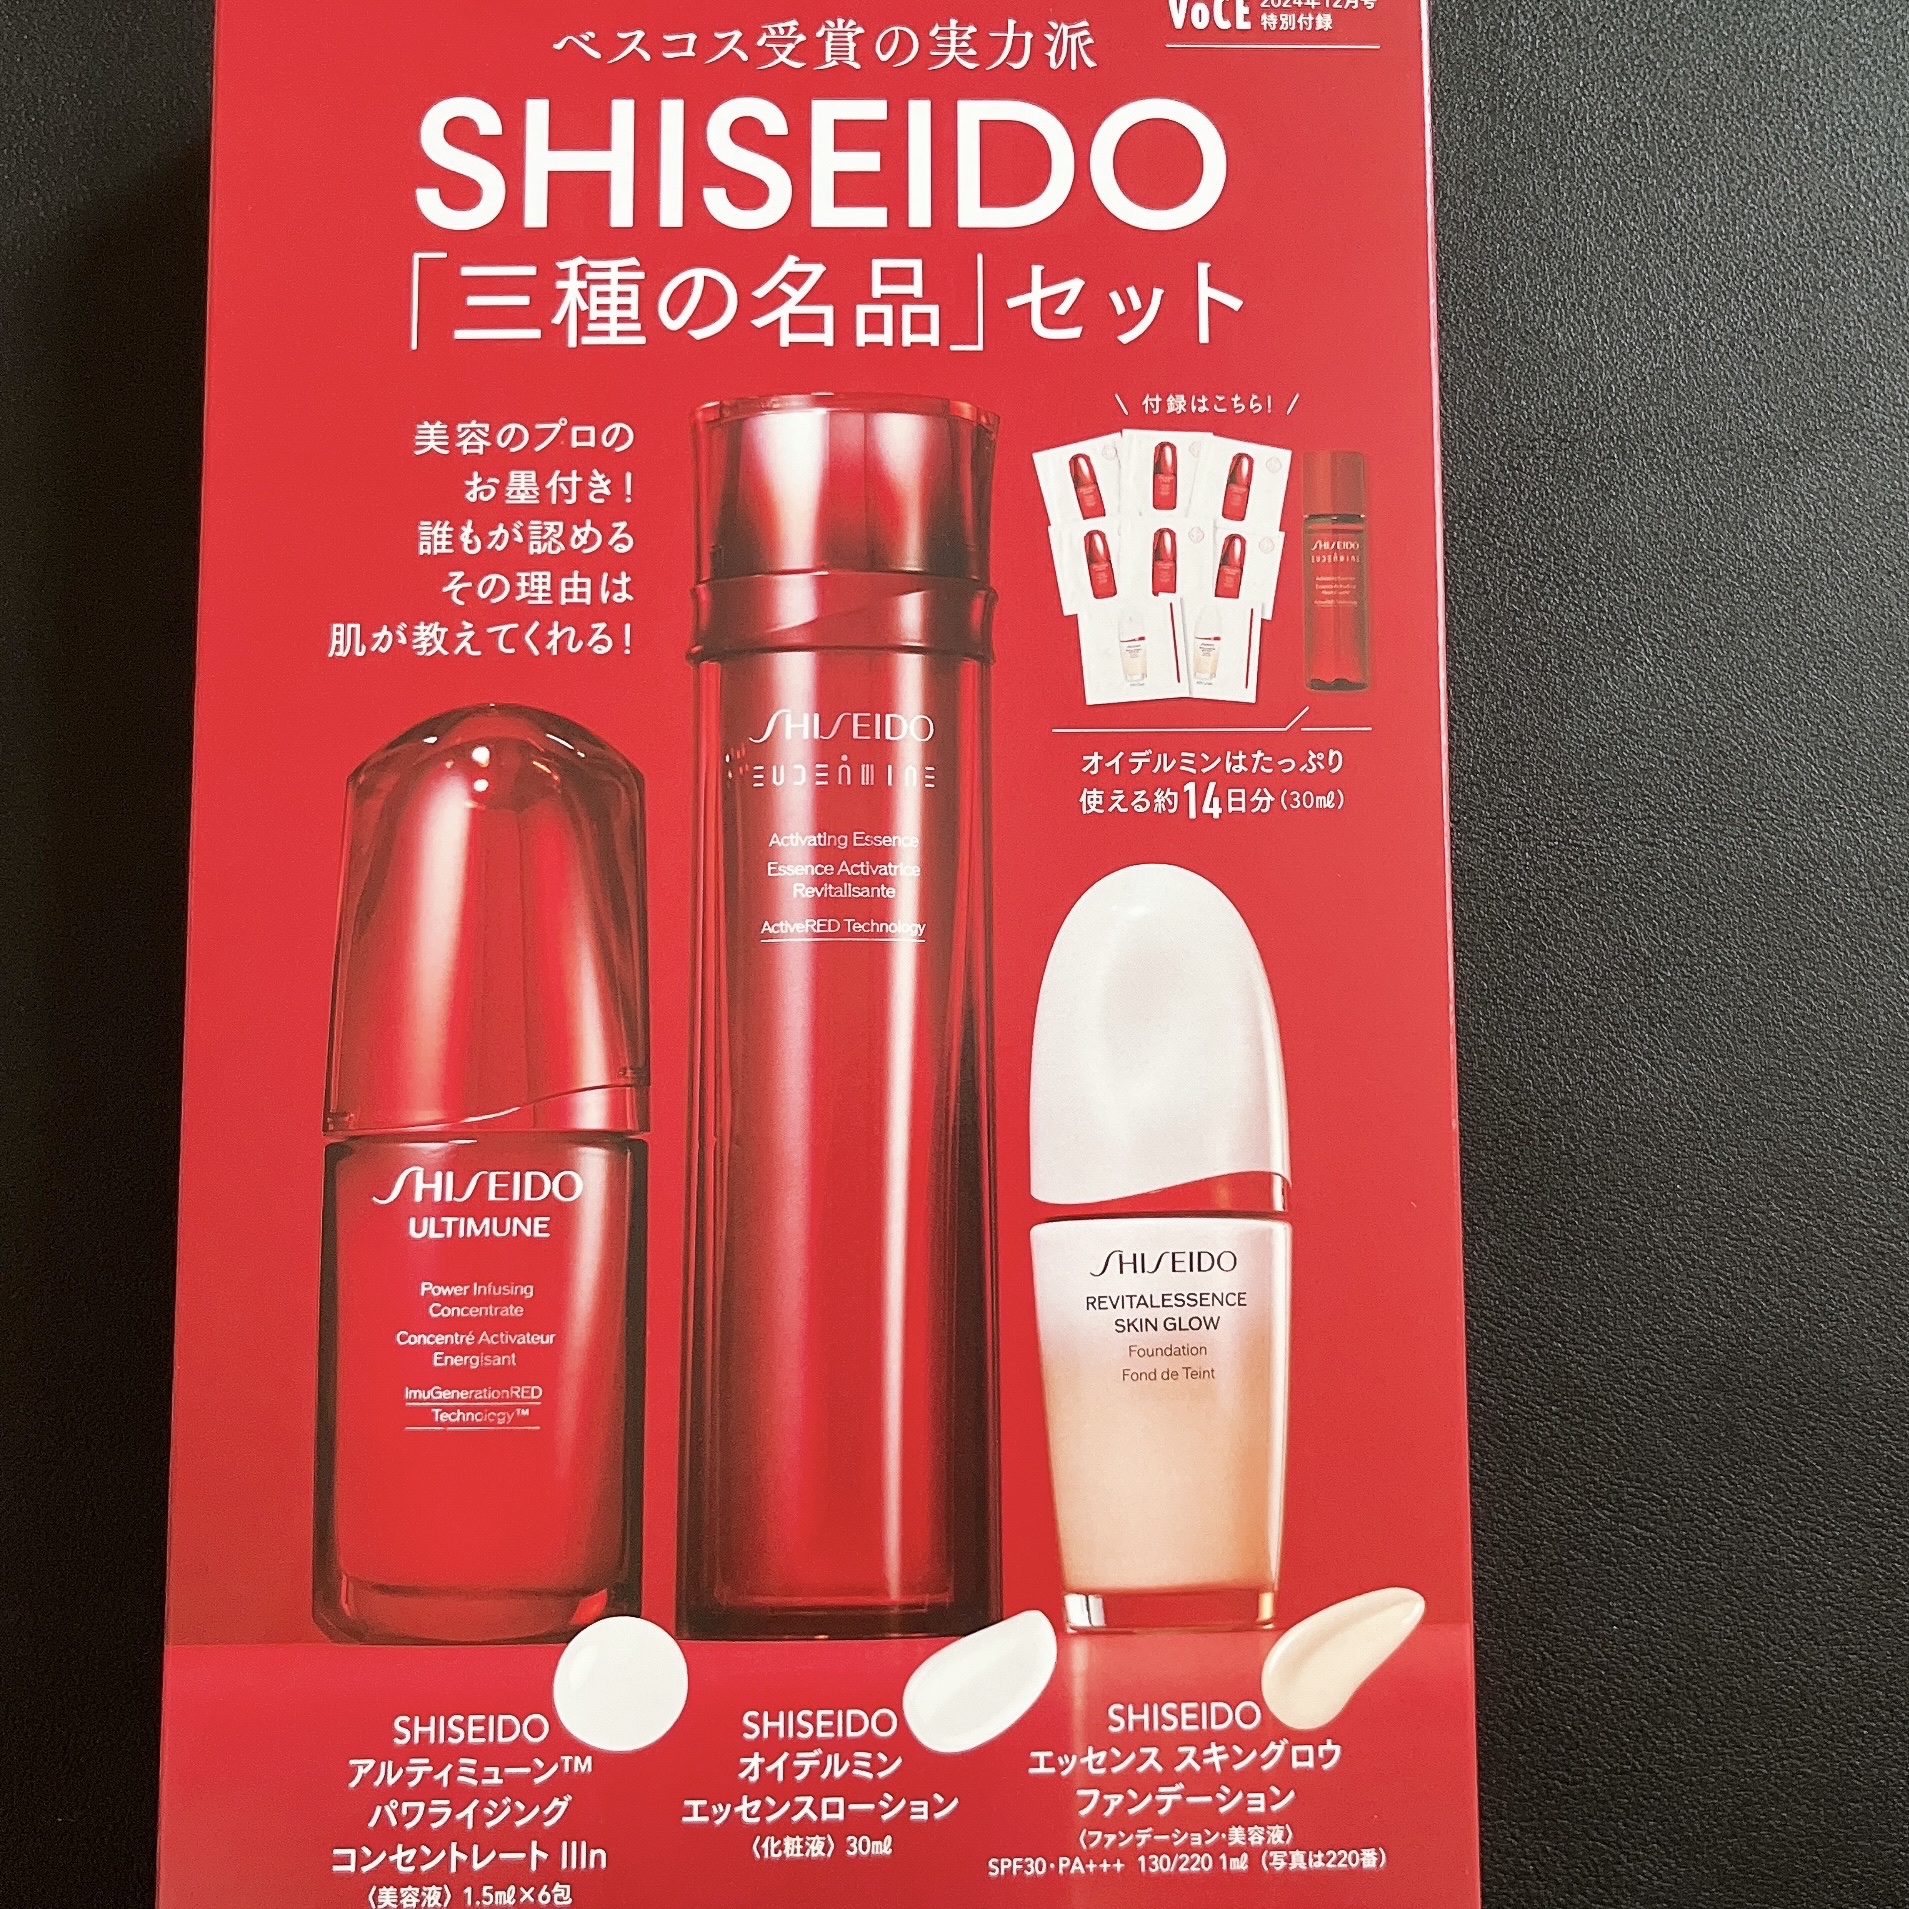 VOCE
2024年12月号
特別付録
ベスコス受賞の実力派
SHISEIDO
「三種の名品」セット
美容のプロの
お墨付き！
誰もが認める
その理由は
肌が教えてくれる！
\ 付録はこちら！ /
SHISEIDO
EUDERMINE
オイデルミンはたっぷり
使える約14日分(30㎖)
SHISEIDO
EUDERMINE
Activating Essence
Essence Activatrice
Revitalisante
ActiveRED Technology
SHISEIDO
ULTIMUNE
Power Infusing
Concentrate
Concentré Activateur
Energisant
ImuGenerationRED
Technology™
SHISEIDO
REVITALESSENCE
SKIN GLOW
Foundation
Fond de Teint
SHISEIDO
アルティミューン™
パワライジング
コンセントレート IIIn
〈美容液〉 1.5㎖×6包
SHISEIDO
オイデルミン
エッセンスローション
〈化粧液〉 30㎖
SHISEIDO
エッセンス スキングロウ
ファンデーション
〈ファンデーション・美容液〉
SPF30・PA+++ 130/220 1㎖ (写真は220番)